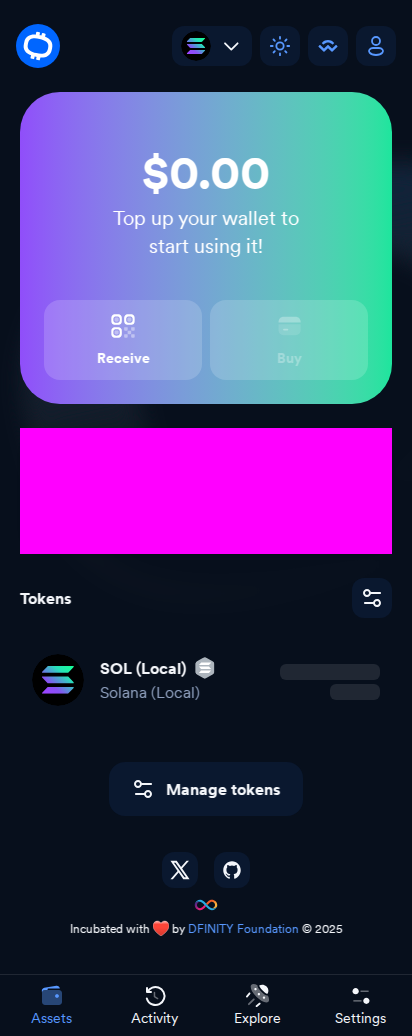 $0.00
Top up your wallet to
start using it!
Receive
Buy
Tokens
SOL (Local)
Solana (Local)
Manage tokens
Incubated with ❤️ by DFINITY Foundation © 2025
Assets
Activity
Explore
Settings